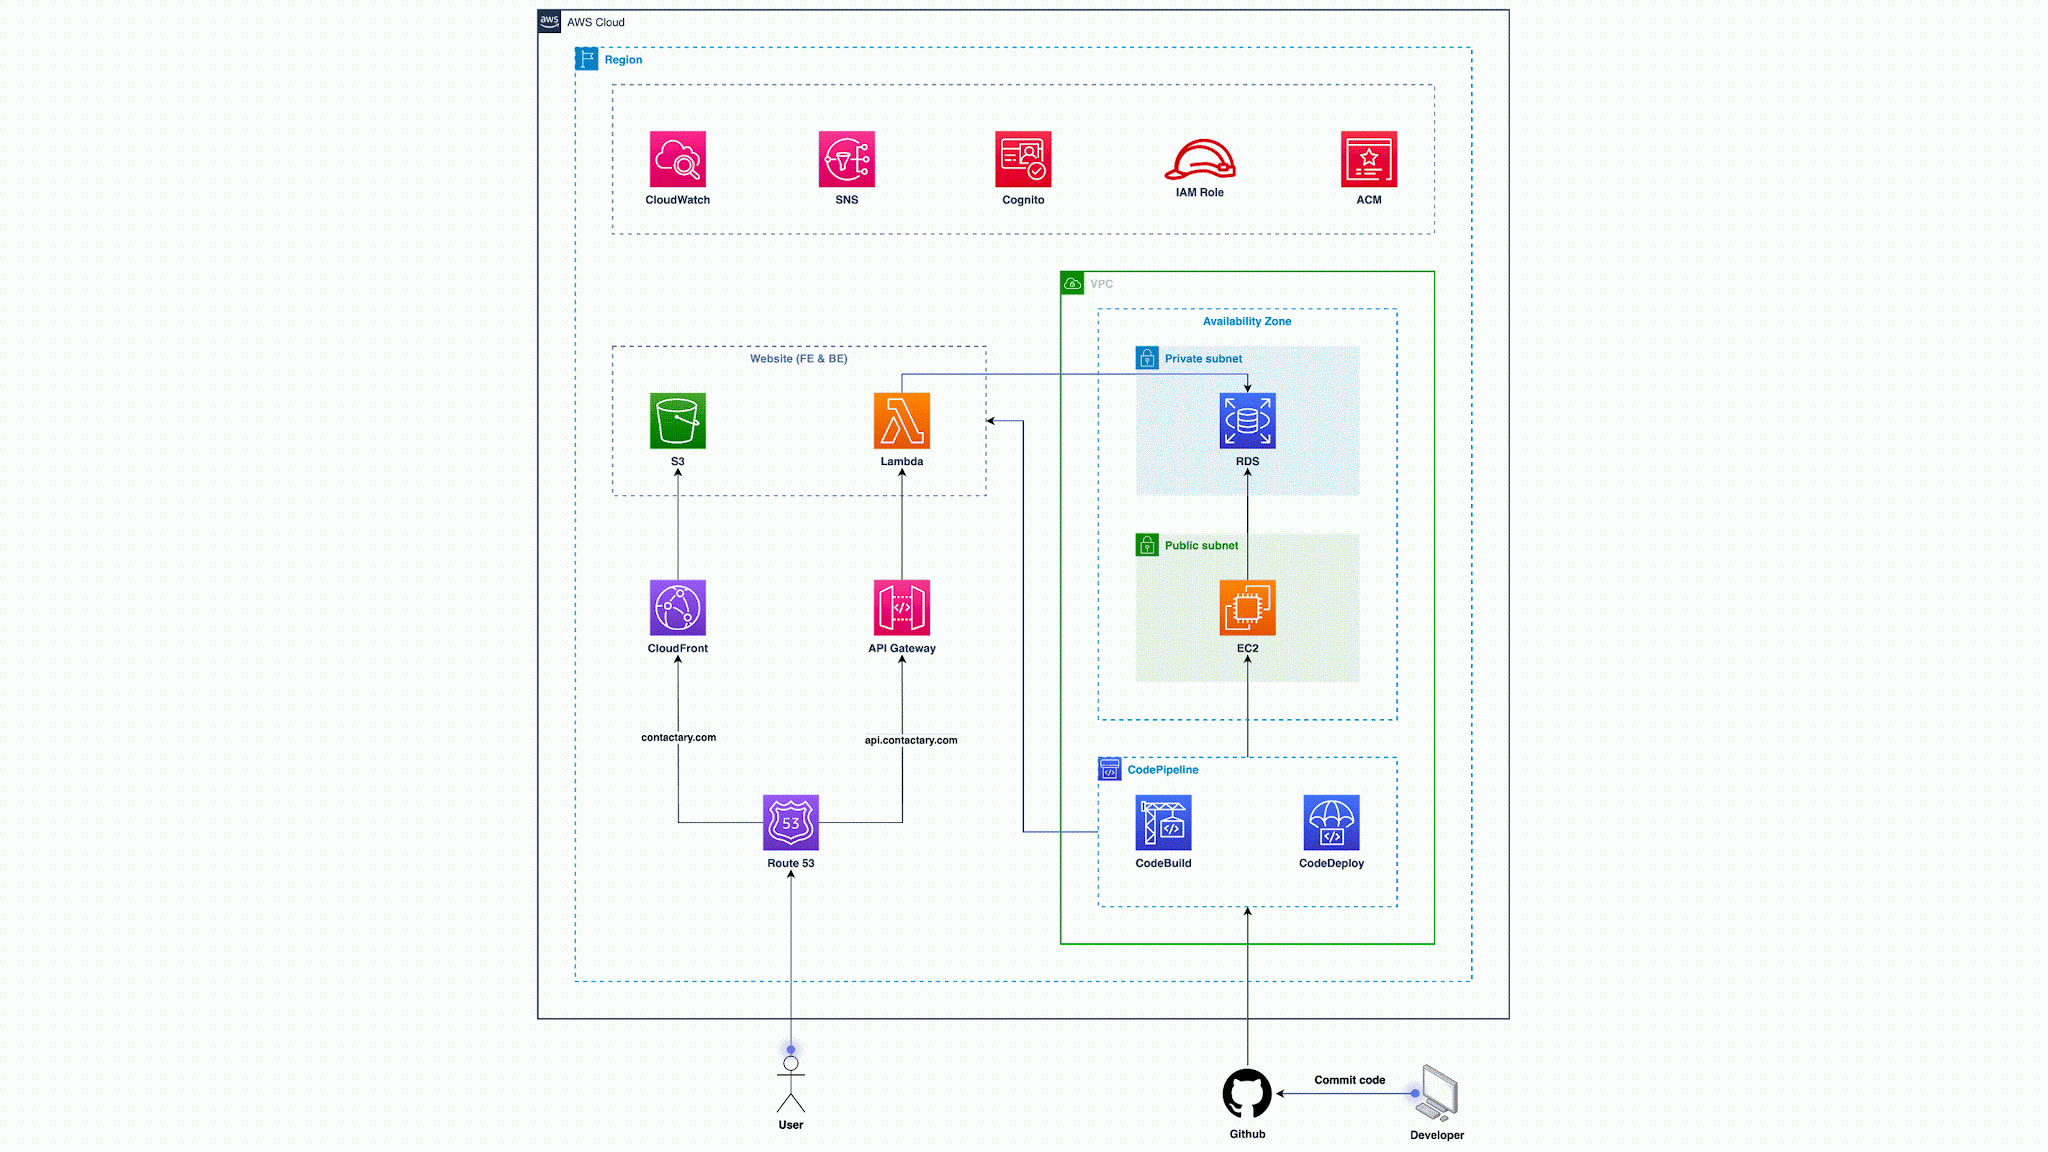 aws
AWS Cloud
Region
CloudWatch
SNS
Cognito
IAM Role
ACM
VPC
Availability Zone
Website (FE & BE)
Private subnet
S3
Lambda
RDS
Public subnet
CloudFront
API Gateway
EC2
contactary.com
api.contactary.com
CodePipeline
53
Route 53
CodeBuild
CodeDeploy
Commit code
User
Github
Developer